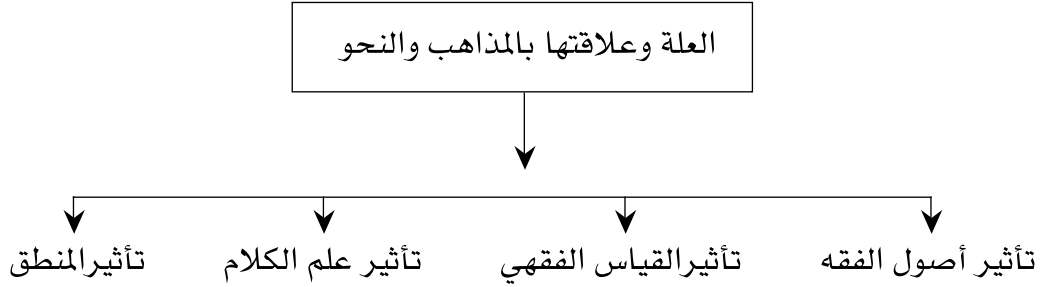 العلة وعلاقتها بالمذاهب والنحو
تأثير أصول الفقه
تأثيرالقياس الفقهي
تأثير علم الكلام
تأثيرالمنطق